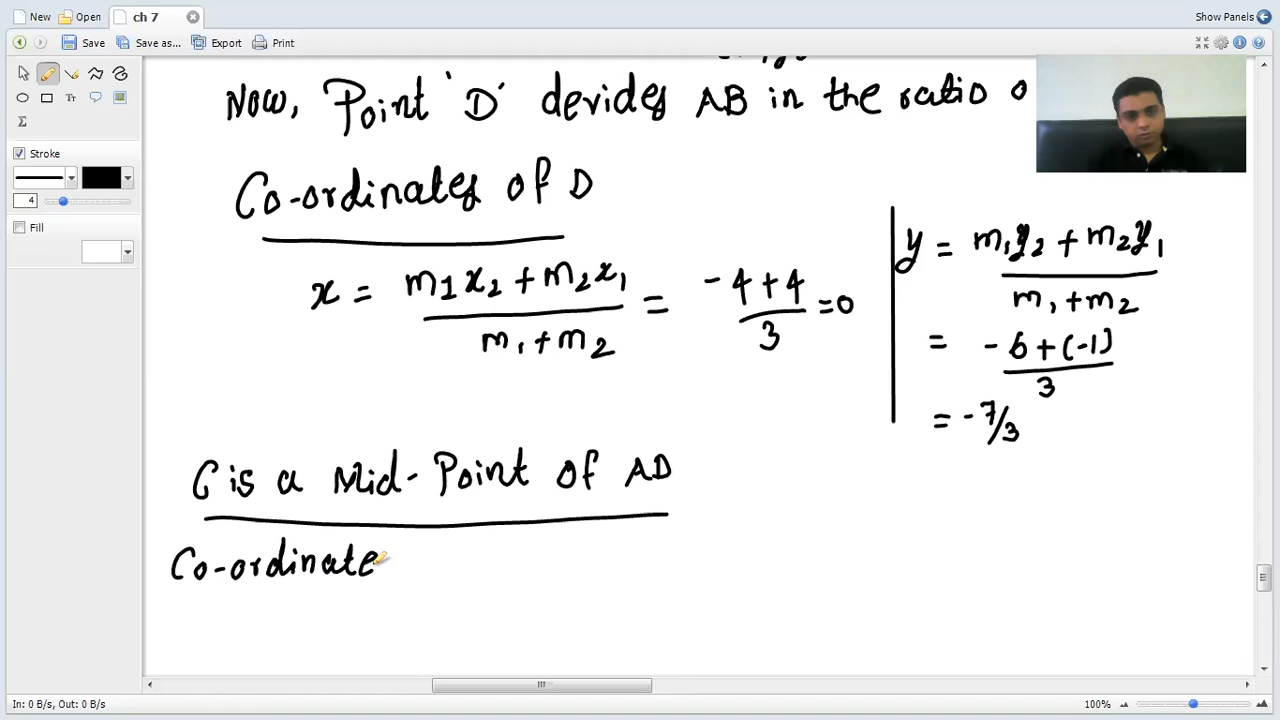 New Open ch 7 Show Panels
Save Save as... Export Print
Now, Point 'D' devides AB in the ratio o
Tr
Σ
Stroke
4
Fill
Co-ordinates of D
x = m1x2 + m2x1 / m1 + m2 = -4+4 / 3 = 0
y = m1y2 + m2y1 / m1 + m2
= -6+(-1) / 3
= -7/3
C is a Mid-Point of AD
Co-ordinate
In: 0 B/s, Out: 0 B/s 100%